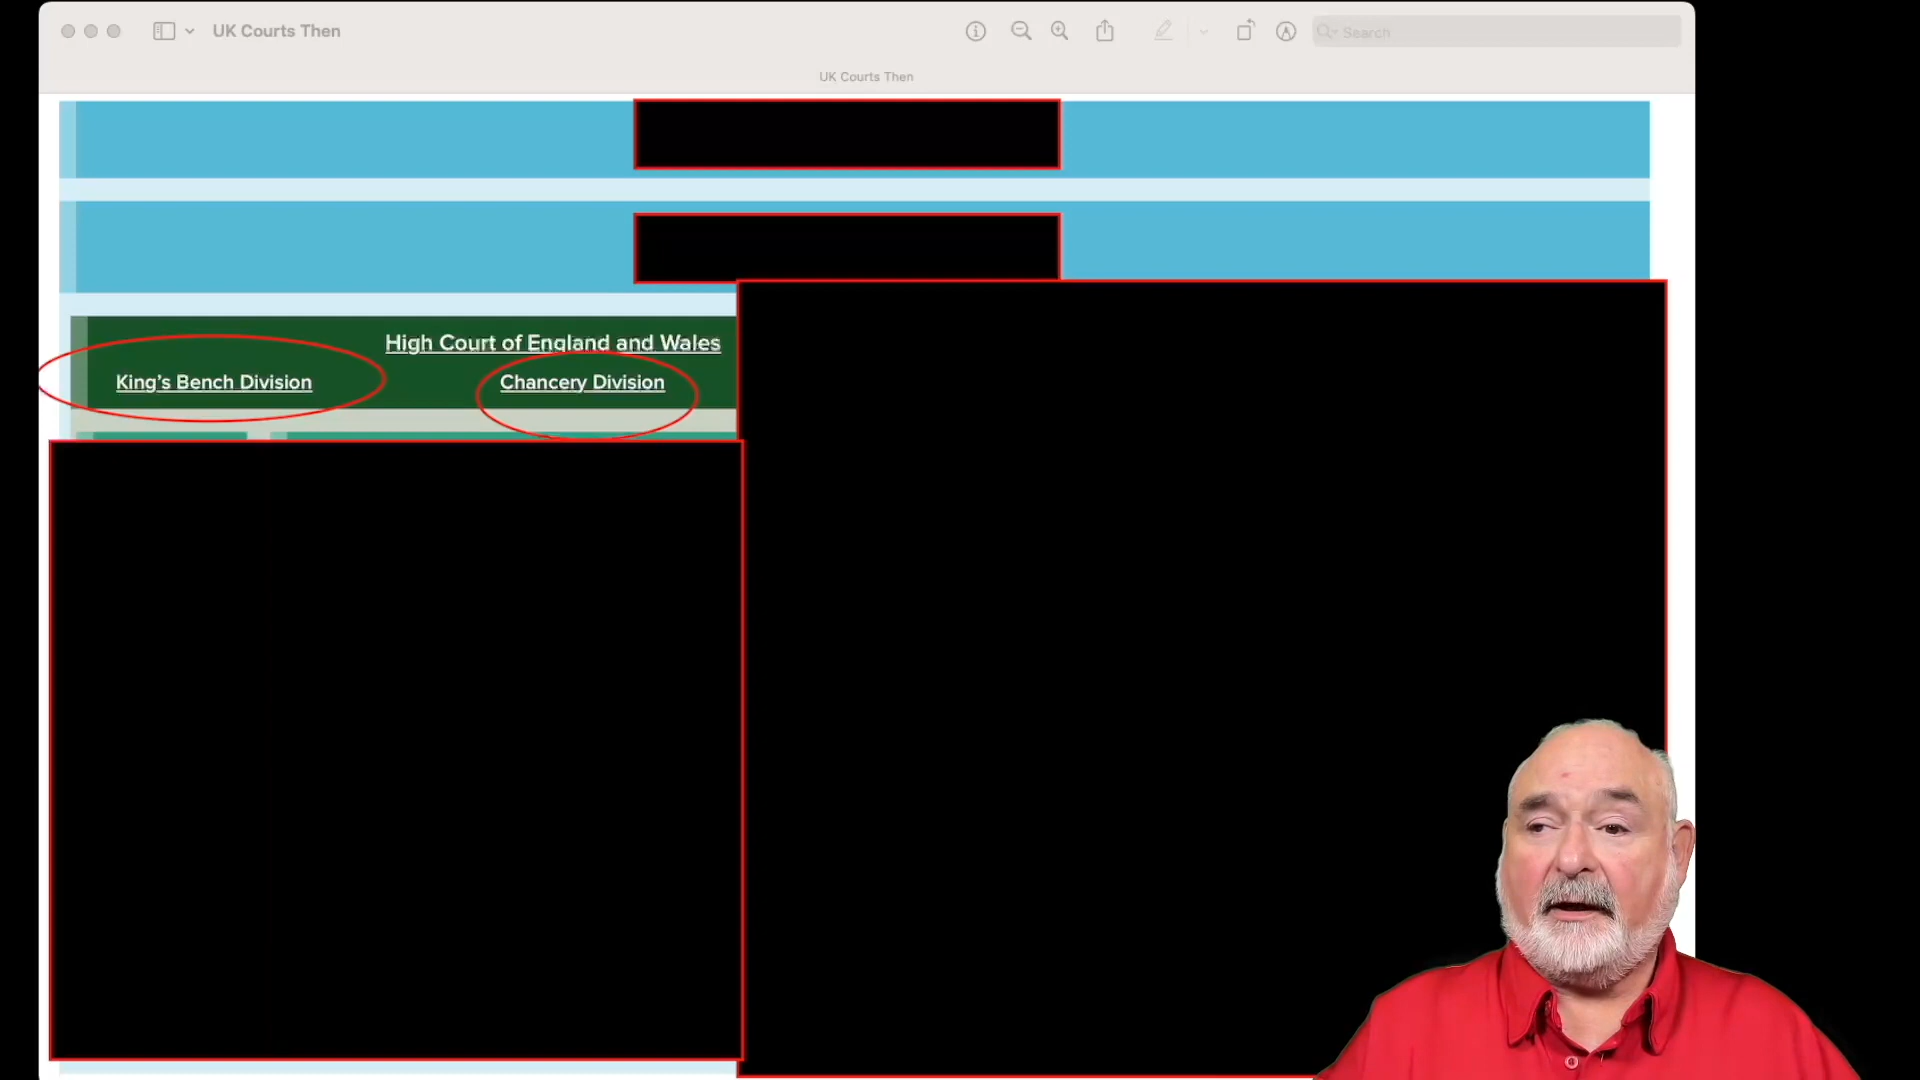 UK Courts Then
Search
UK Courts Then
High Court of England and Wales
King's Bench Division
Chancery Division